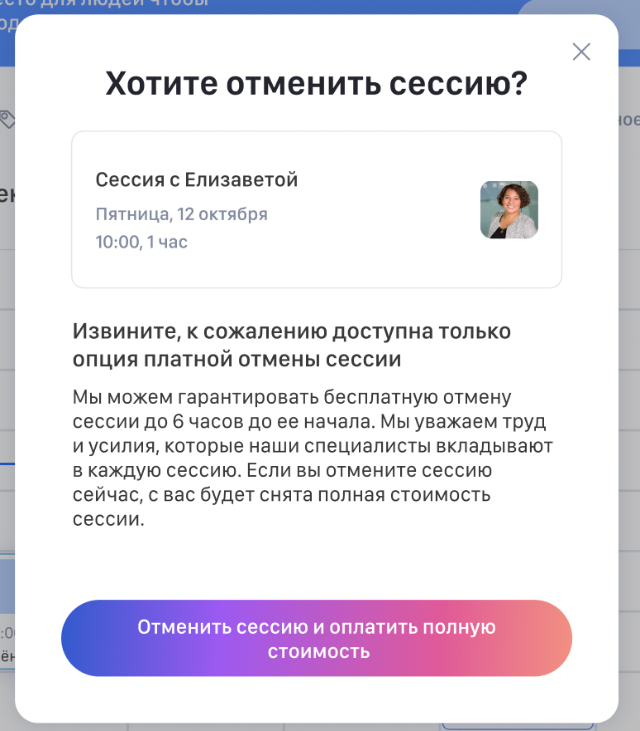 Хотите отменить сессию?
Сессия с Елизаветой
Пятница, 12 октября
10:00, 1 час
Извините, к сожалению доступна только
опция платной отмены сессии
Мы можем гарантировать бесплатную отмену
сессии до 6 часов до ее начала. Мы уважаем труд
и усилия, которые наши специалисты вкладывают
в каждую сессию. Если вы отмените сессию
сейчас, с вас будет снята полная стоимость
сессии.
Отменить сессию и оплатить полную
стоимость